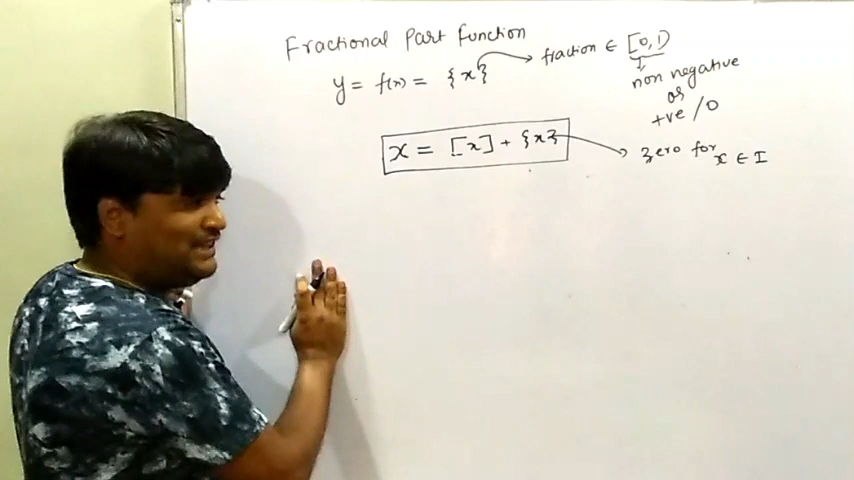 Fractional Part Function
y = f(x) = {x} → fraction ∈ [0,1)
non negative
or
+ve / 0
x = [x] + {x} → zero for x ∈ I